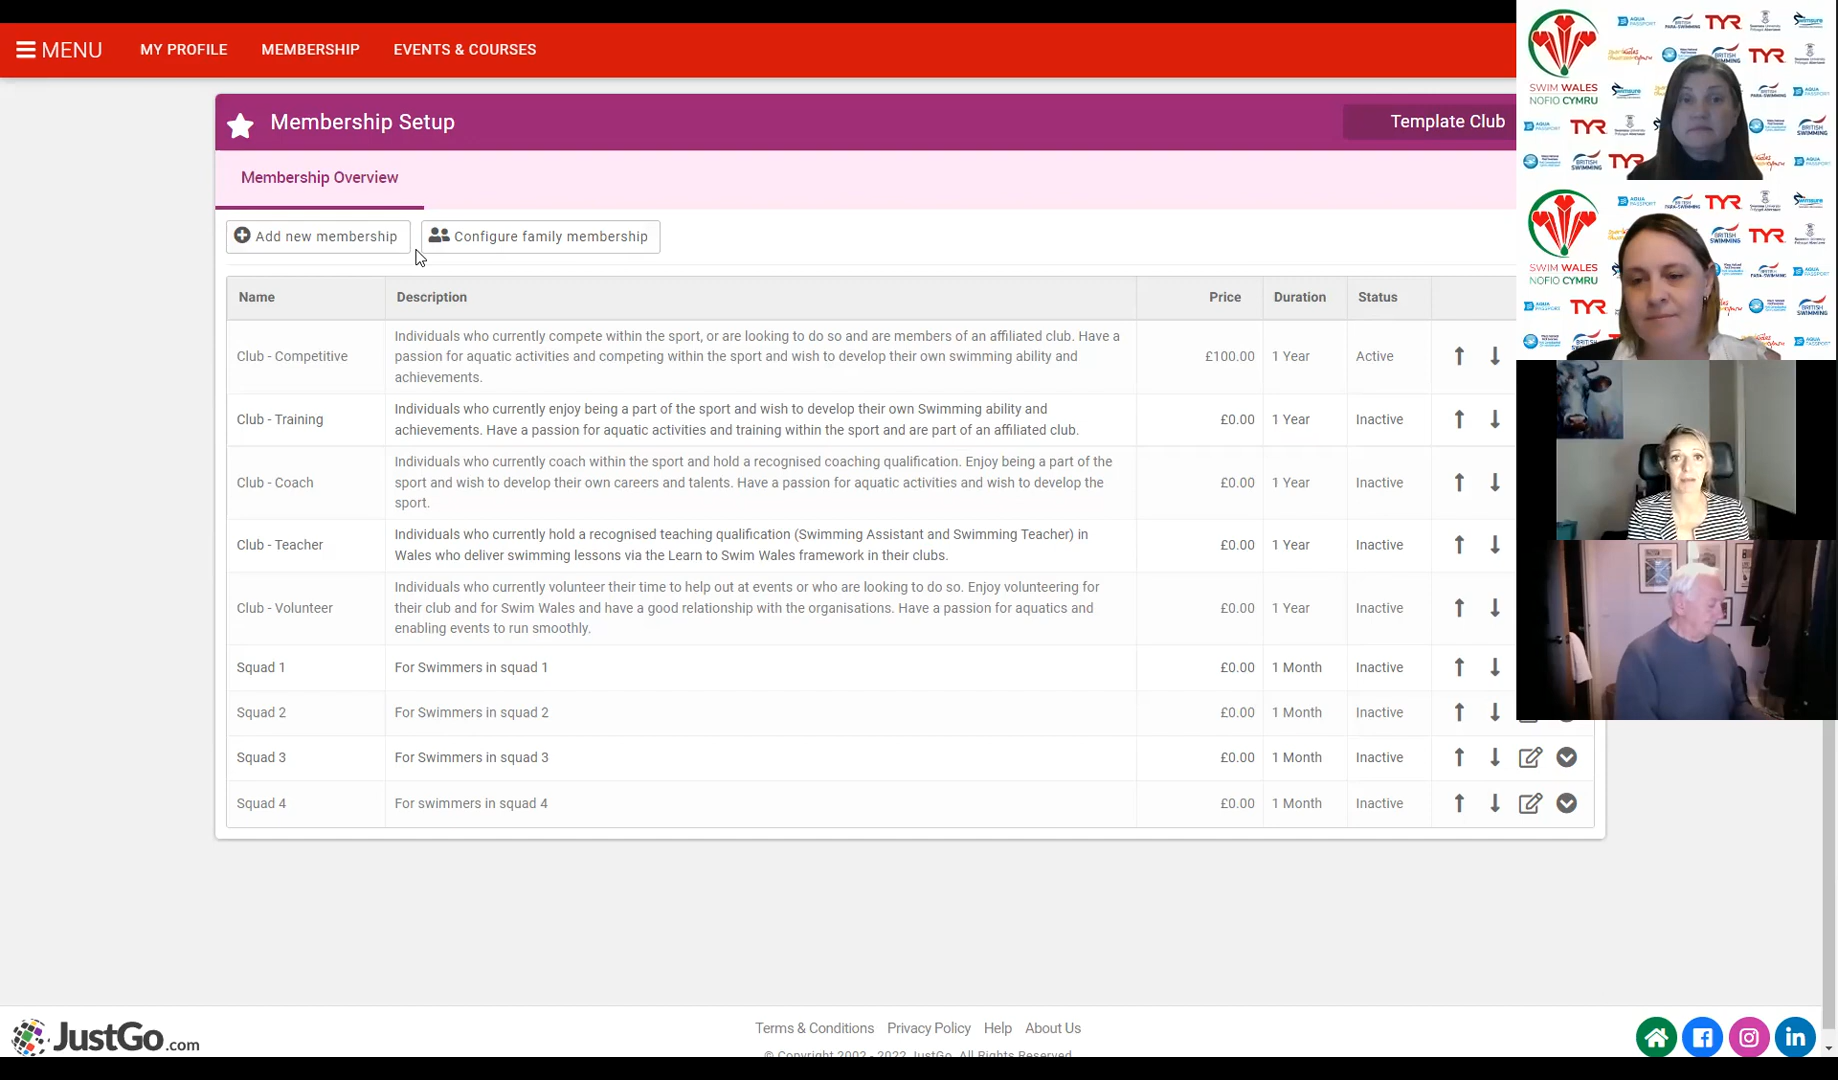 MENU
MY PROFILE
MEMBERSHIP
EVENTS & COURSES
Membership Setup
Template Club
Membership Overview
Add new membership
Configure family membership
Name
Description
Price
Duration
Status
Club - Competitive
Individuals who currently compete within the sport, or are looking to do so and are members of an affiliated club. Have a
passion for aquatic activities and competing within the sport and wish to develop their own swimming ability and
achievements.
£100.00
1 Year
Active
Club - Training
Individuals who currently enjoy being a part of the sport and wish to develop their own Swimming ability and
achievements. Have a passion for aquatic activities and training within the sport and are part of an affiliated club.
£0.00
1 Year
Inactive
Club - Coach
Individuals who currently coach within the sport and hold a recognised coaching qualification. Enjoy being a part of the
sport and wish to develop their own careers and talents. Have a passion for aquatic activities and wish to develop the
sport.
£0.00
1 Year
Inactive
Club - Teacher
Individuals who currently hold a recognised teaching qualification (Swimming Assistant and Swimming Teacher) in
Wales who deliver swimming lessons via the Learn to Swim Wales framework in their clubs.
£0.00
1 Year
Inactive
Club - Volunteer
Individuals who currently volunteer their time to help out at events or who are looking to do so. Enjoy volunteering for
their club and for Swim Wales and have a good relationship with the organisations. Have a passion for aquatics and
enabling events to run smoothly.
£0.00
1 Year
Inactive
Squad 1
For Swimmers in squad 1
£0.00
1 Month
Inactive
Squad 2
For Swimmers in squad 2
£0.00
1 Month
Inactive
Squad 3
For Swimmers in squad 3
£0.00
1 Month
Inactive
Squad 4
For swimmers in squad 4
£0.00
1 Month
Inactive
JustGo.com
Terms & Conditions
Privacy Policy
Help
About Us
© Copyright 2002 - 2022 JustGo. All Rights Reserved
SWIM WALES
NOFIO CYMRU
TYR
TYR
TYR
TYR
SWIM WALES
NOFIO CYMRU
TYR
TYR
TYR
TYR